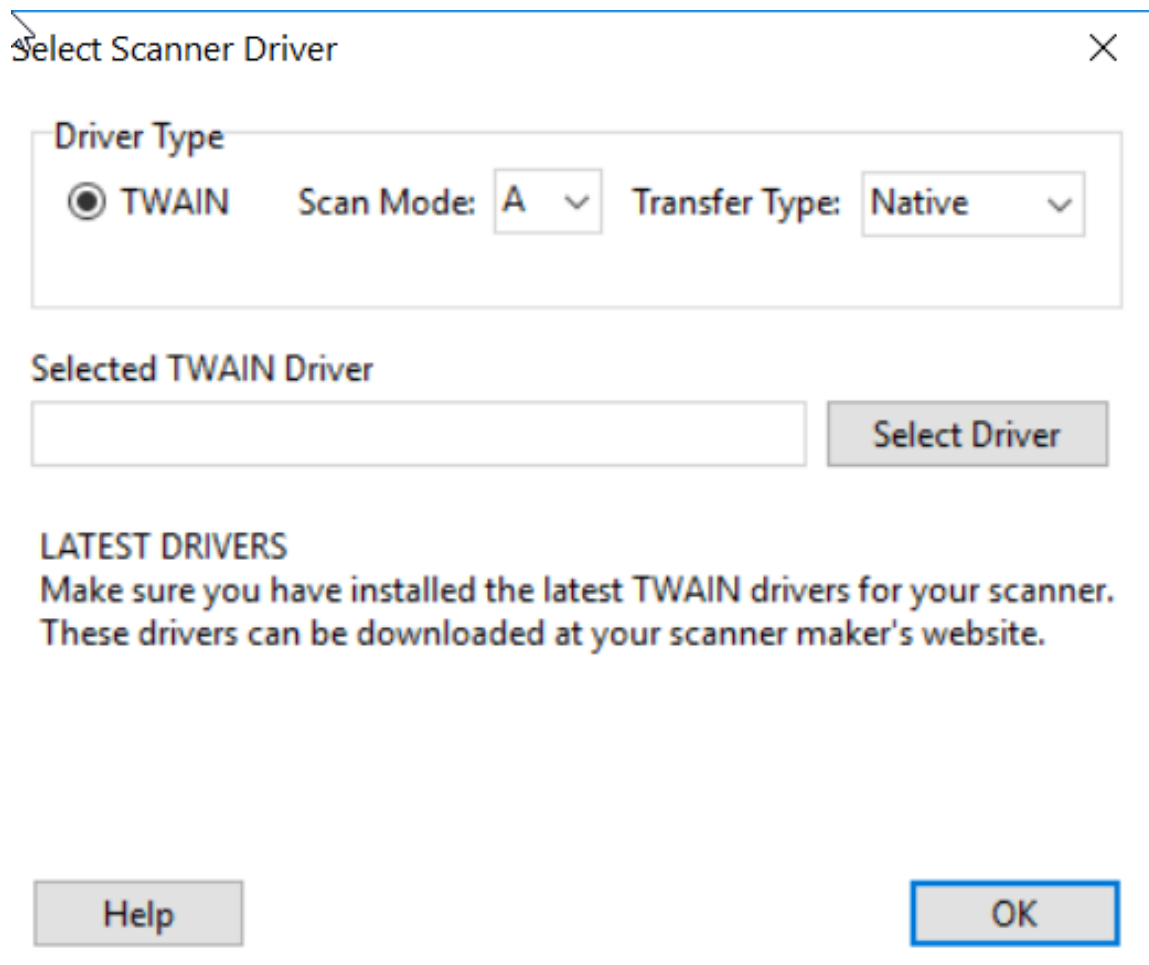 Select Scanner Driver
Driver Type
TWAIN Scan Mode: A Transfer Type: Native
Selected TWAIN Driver
Select Driver
LATEST DRIVERS
Make sure you have installed the latest TWAIN drivers for your scanner.
These drivers can be downloaded at your scanner maker's website.
Help OK